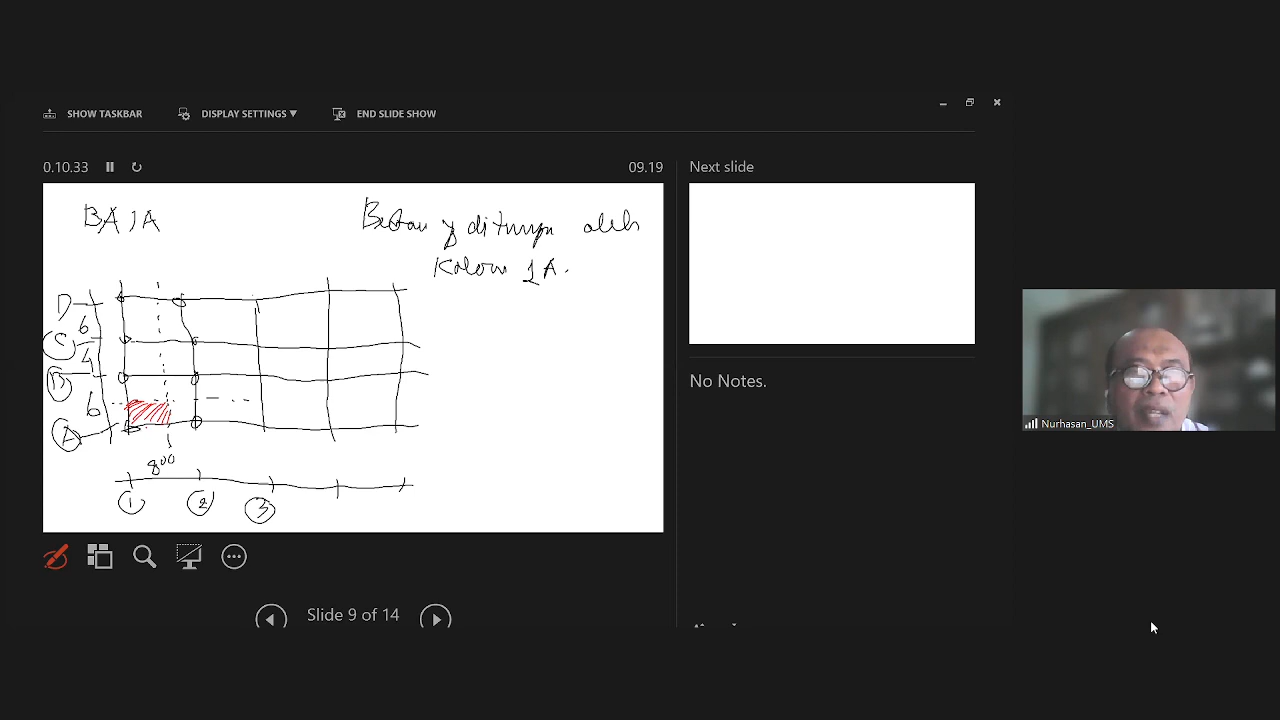 SHOW TASKBAR
DISPLAY SETTINGS ▼
END SLIDE SHOW
0.10.33
09.19
Next slide
BAJA
Beban yg ditumpu oleh
Kolom 1A.
D
6
C
4
B
6
A
800
1
2
3
No Notes.
Nurhasan_UMS
Slide 9 of 14